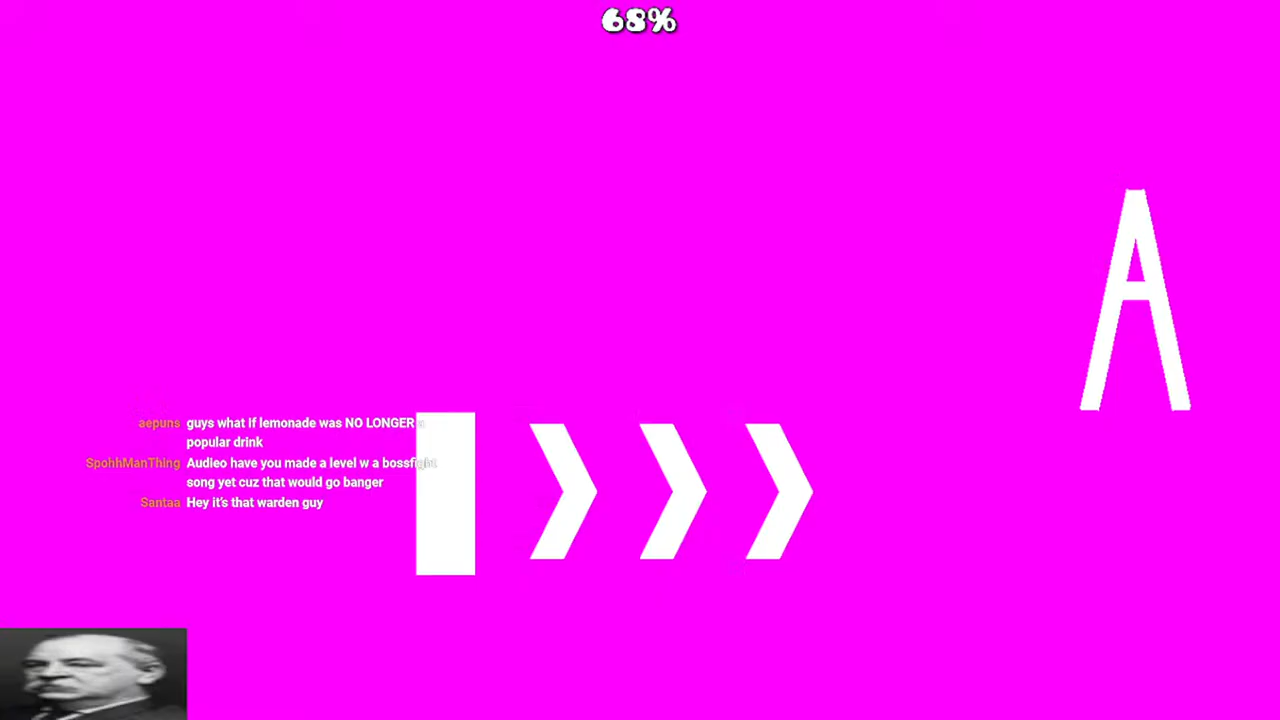 68%
A
aepuns guys what if lemonade was NO LONGER a
popular drink
SpohhManThing Audieo have you made a level w a bossfight
song yet cuz that would go banger
Santaa Hey it's that warden guy